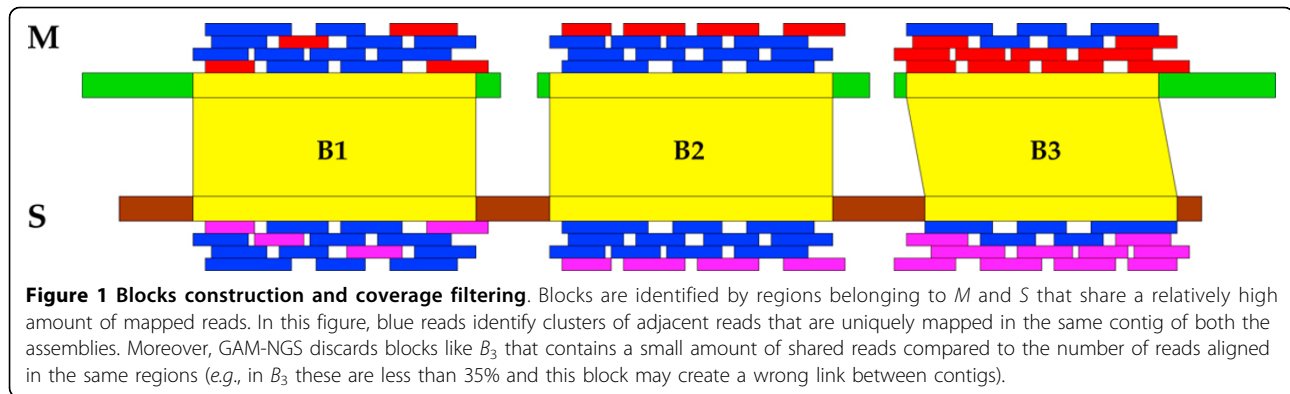 M
B1
B2
B3
S
Figure 1 Blocks construction and coverage filtering. Blocks are identified by regions belonging to M and S that share a relatively high
amount of mapped reads. In this figure, blue reads identify clusters of adjacent reads that are uniquely mapped in the same contig of both the
assemblies. Moreover, GAM-NGS discards blocks like B3 that contains a small amount of shared reads compared to the number of reads aligned
in the same regions (e.g., in B3 these are less than 35% and this block may create a wrong link between contigs).